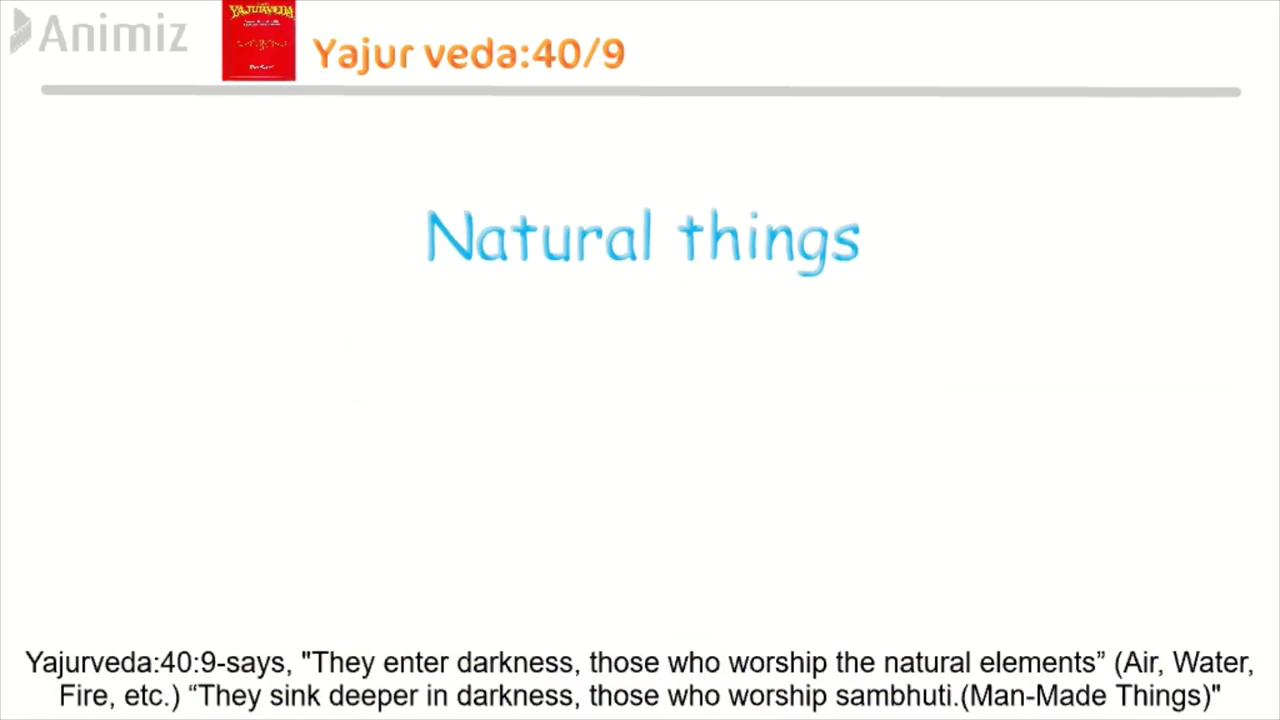 Animiz
YAJURVEDA
Yajur veda:40/9
Natural things
Yajurveda:40:9-says, "They enter darkness, those who worship the natural elements” (Air, Water,
Fire, etc.) “They sink deeper in darkness, those who worship sambhuti.(Man-Made Things)"